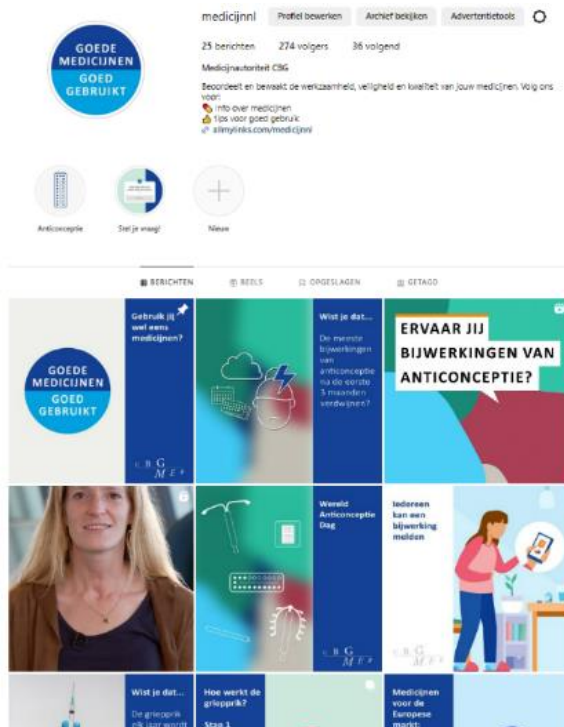 medicijnnl Profiel bewerken Archief bekijken Advertentietools
25 berichten 274 volgers 36 volgend
Medicijnautoriteit CBG
Beoordeelt en bewaakt de werkzaamheid, veiligheid en kwaliteit van jouw medicijnen. Volg ons
voor:
info over medicijnen
tips voor goed gebruik
allmylinks.com/medicijnnl
GOEDE
MEDICIJNEN
GOED
GEBRUIKT
Anticonceptie Stel je vraag! Nieuw
BERICHTEN REELS OPGESLAGEN GETAGD
GOEDE
MEDICIJNEN
GOED
GEBRUIKT
Gebruik jij
wel eens
medicijnen?
C B G
M E B
Wist je dat...
De meeste
bijwerkingen
van
anticonceptie
na de eerste
3 maanden
verdwijnen?
ERVAAR JIJ
BIJWERKINGEN VAN
ANTICONCEPTIE?
Wereld
Anticonceptie
Dag
C B G
M E B
Iedereen
kan een
bijwerking
melden
C B G
M E B
Wist je dat...
De griepprik
elk jaar wordt
Hoe werkt de
griepprik?
Stap 1
Medicijnen
voor de
Europese
markt: